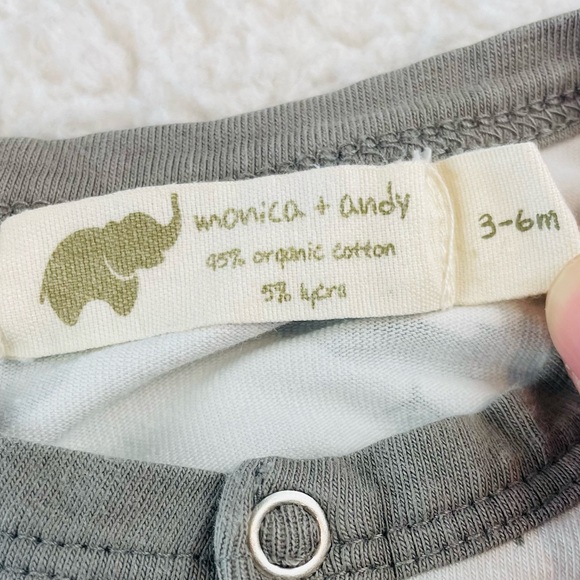 monica + andy
95% organic cotton
5% lycra
3-6m